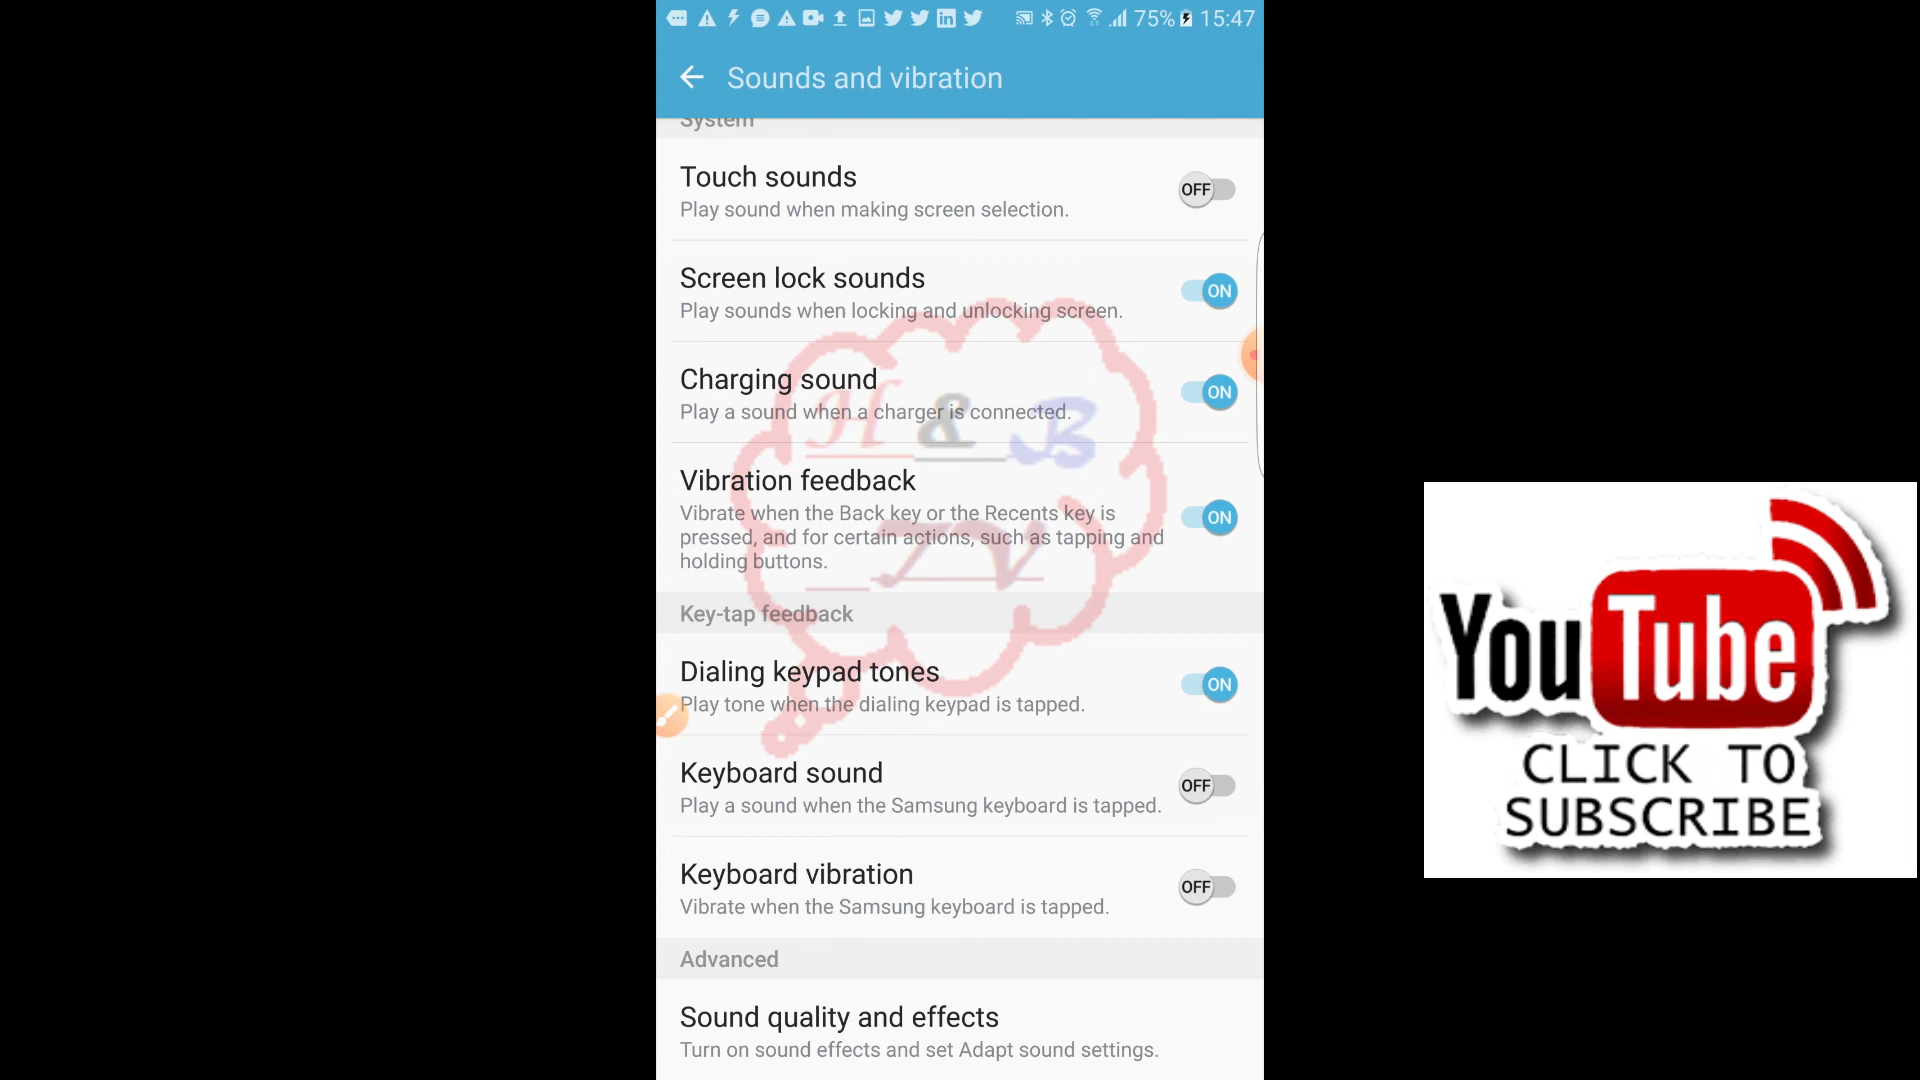 75% 15:47
Sounds and vibration
System
Touch sounds
Play sound when making screen selection.
OFF
Screen lock sounds
Play sounds when locking and unlocking screen.
ON
Charging sound
Play a sound when a charger is connected.
ON
H & B
TV
Vibration feedback
Vibrate when the Back key or the Recents key is
pressed, and for certain actions, such as tapping and
holding buttons.
ON
Key-tap feedback
Dialing keypad tones
Play tone when the dialing keypad is tapped.
ON
Keyboard sound
Play a sound when the Samsung keyboard is tapped.
OFF
Keyboard vibration
Vibrate when the Samsung keyboard is tapped.
OFF
Advanced
Sound quality and effects
Turn on sound effects and set Adapt sound settings.
YouTube
CLICK TO
SUBSCRIBE